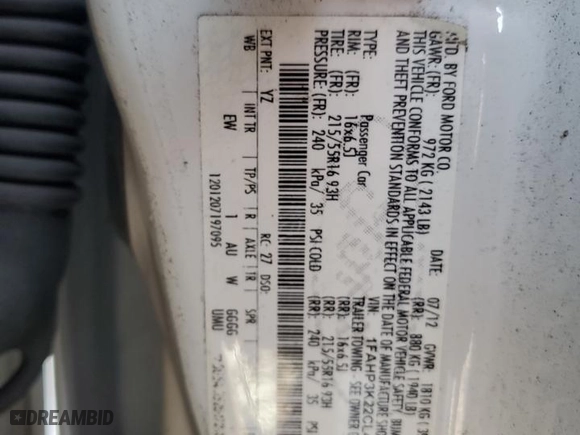 MFD BY FORD MOTOR CO. DATE: 07/12 GVWR: 1810 KG
GAWR: (FR): 972 KG (2143 LB) (RR): 880 KG (1940 LB)
THIS VEHICLE CONFORMS TO ALL APPLICABLE FEDERAL MOTOR VEHICLE SAFETY,
AND THEFT PREVENTION STANDARDS IN EFFECT ON THE DATE OF MANUFACTURE
VIN: 1FAHP3K22CL
TYPE: Passenger Car TRAILER TOWING - SEE OWNER
RIM: (FR): 16x6.5J (RR): 16x6.5J
TIRE: (FR): 215/55R16 93H (RR): 215/55R16 93H
PRESSURE: (FR): 240 kPa/ 35 PSI COLD (RR): 240 kPa/ 35 PSI
EXT PNT: YZ RC: 27 DSO:
WB INT TR TP/PS R AXLE TR SPR
EW 1 AU W GGGG
1201207197095 UMU
DREAMBID